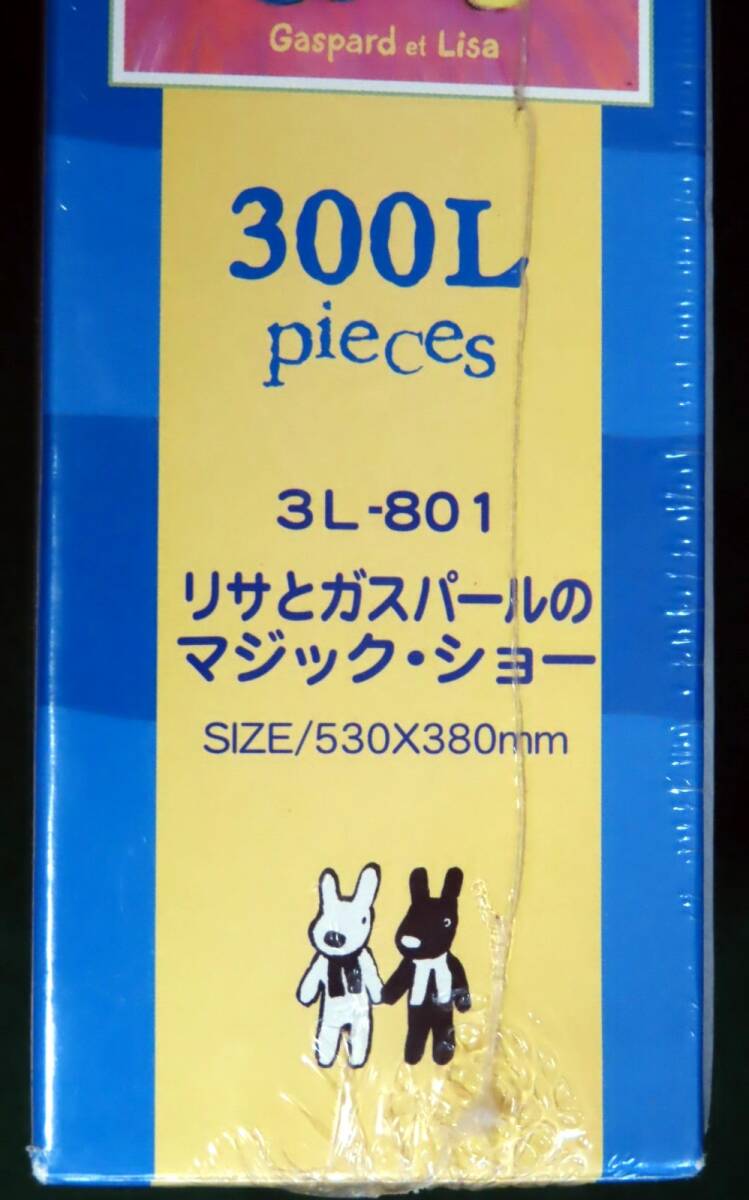 Gaspard et Lisa
300L
pieces
3L-801
リサとガスパールの
マジック・ショー
SIZE/530X380mm